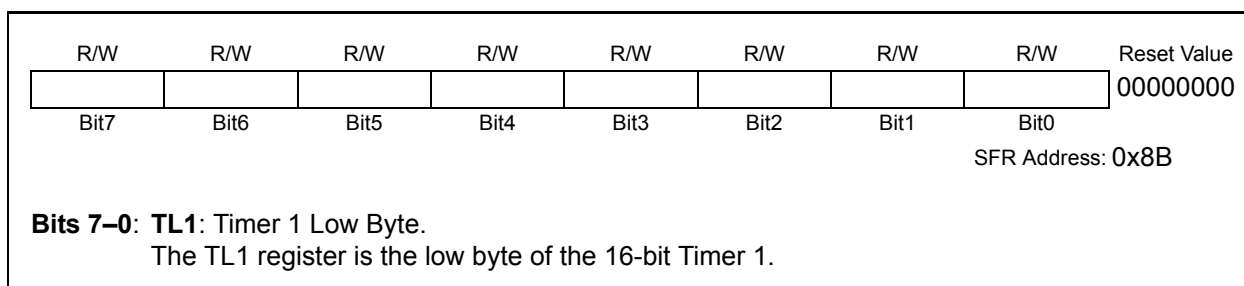 R/W R/W R/W R/W R/W R/W R/W R/W Reset Value
00000000
Bit7 Bit6 Bit5 Bit4 Bit3 Bit2 Bit1 Bit0
SFR Address: 0x8B
Bits 7–0: TL1: Timer 1 Low Byte.
The TL1 register is the low byte of the 16-bit Timer 1.